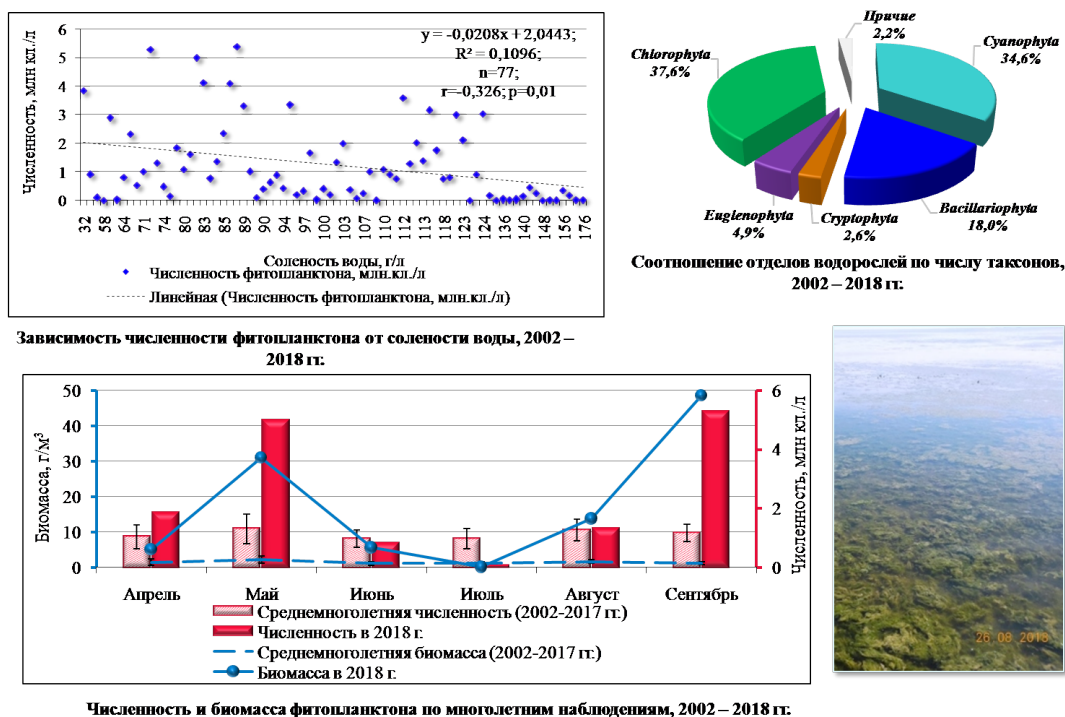 6
5
4
3
2
1
0
Численность, млн кл./л
y = -0,0208x + 2,0443;
R² = 0,1096;
n=77;
r=-0,326; p=0,01
32 58 64 71 74 80 83 85 89 90 94 97 100 103 107 110 112 113 118 123 124 136 140 148 156 176
Соленость воды, г/л
Численность фитопланктона, млн.кл./л
Линейная (Численность фитопланктона, млн.кл./л)
Зависимость численности фитопланктона от солености воды, 2002 –
2018 гг.
Причие
2,2%
Cyanophyta
34,6%
Chlorophyta
37,6%
Euglenophyta
4,9%
Cryptophyta
2,6%
Bacillariophyta
18,0%
Соотношение отделов водорослей по числу таксонов,
2002 – 2018 гг.
Биомасса, г/м³
50
40
30
20
10
0
6
4
2
0
Численность, млн кл./л
Апрель Май Июнь Июль Август Сентябрь
Среднемноголетняя численность (2002-2017 гг.)
Численность в 2018 г.
Среднемноголетняя биомасса (2002-2017 гг.)
Биомасса в 2018 г.
Численность и биомасса фитопланктона по многолетним наблюдениям, 2002 – 2018 гг.
26 08 2018